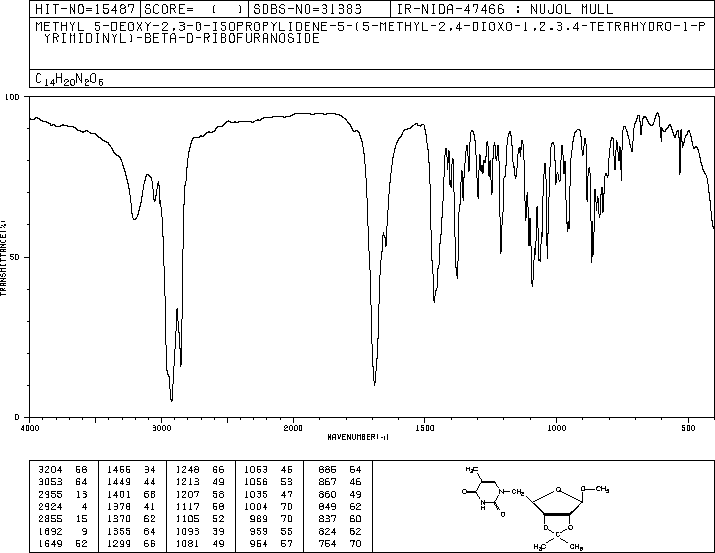 HIT-NO=15487 SCORE= ( ) SDBS-NO=31383 IR-NIDA-47466 : NUJOL MULL
METHYL 5-DEOXY-2,3-O-ISOPROPYLIDENE-5-(5-METHYL-2,4-DIOXO-1,2,3,4-TETRAHYDRO-1-P
YRIMIDINYL)-BETA-D-RIBOFURANOSIDE
C14H20N2O6
100
50
0
TRANSMITTANCE(%)
4000 3000 2000 1500 1000 500
WAVENUMBER(-1)
3204 58 1466 34 1248 66 1063 46 886 64
3053 64 1449 44 1213 49 1056 53 867 46
2955 13 1401 68 1207 58 1035 47 860 49
2924 4 1378 41 1117 58 1004 70 849 62
2855 15 1370 62 1105 52 989 70 837 60
1692 9 1355 64 1093 39 959 55 824 62
1649 52 1299 66 1081 49 954 57 754 70
H3C
O
N
CH2
O
O
CH3
NH
O
O
O
C
H3C
CH3